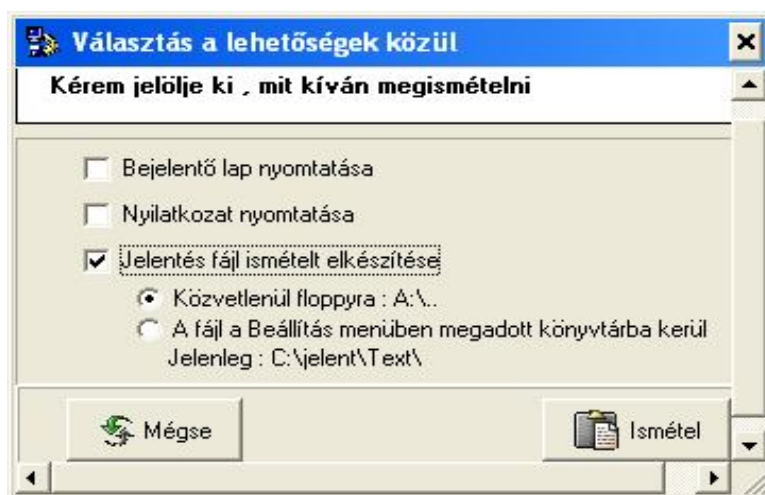 Választás a lehetőségek közül
Kérem jelölje ki , mit kíván megismételni
Bejelentő lap nyomtatása
Nyilatkozat nyomtatása
Jelentés fájl ismételt elkészítése
Közvetlenül floppyra : A:\..
A fájl a Beállítás menüben megadott könyvtárba kerül
Jelenleg : C:\jelent\Text\
Mégse
Ismétel